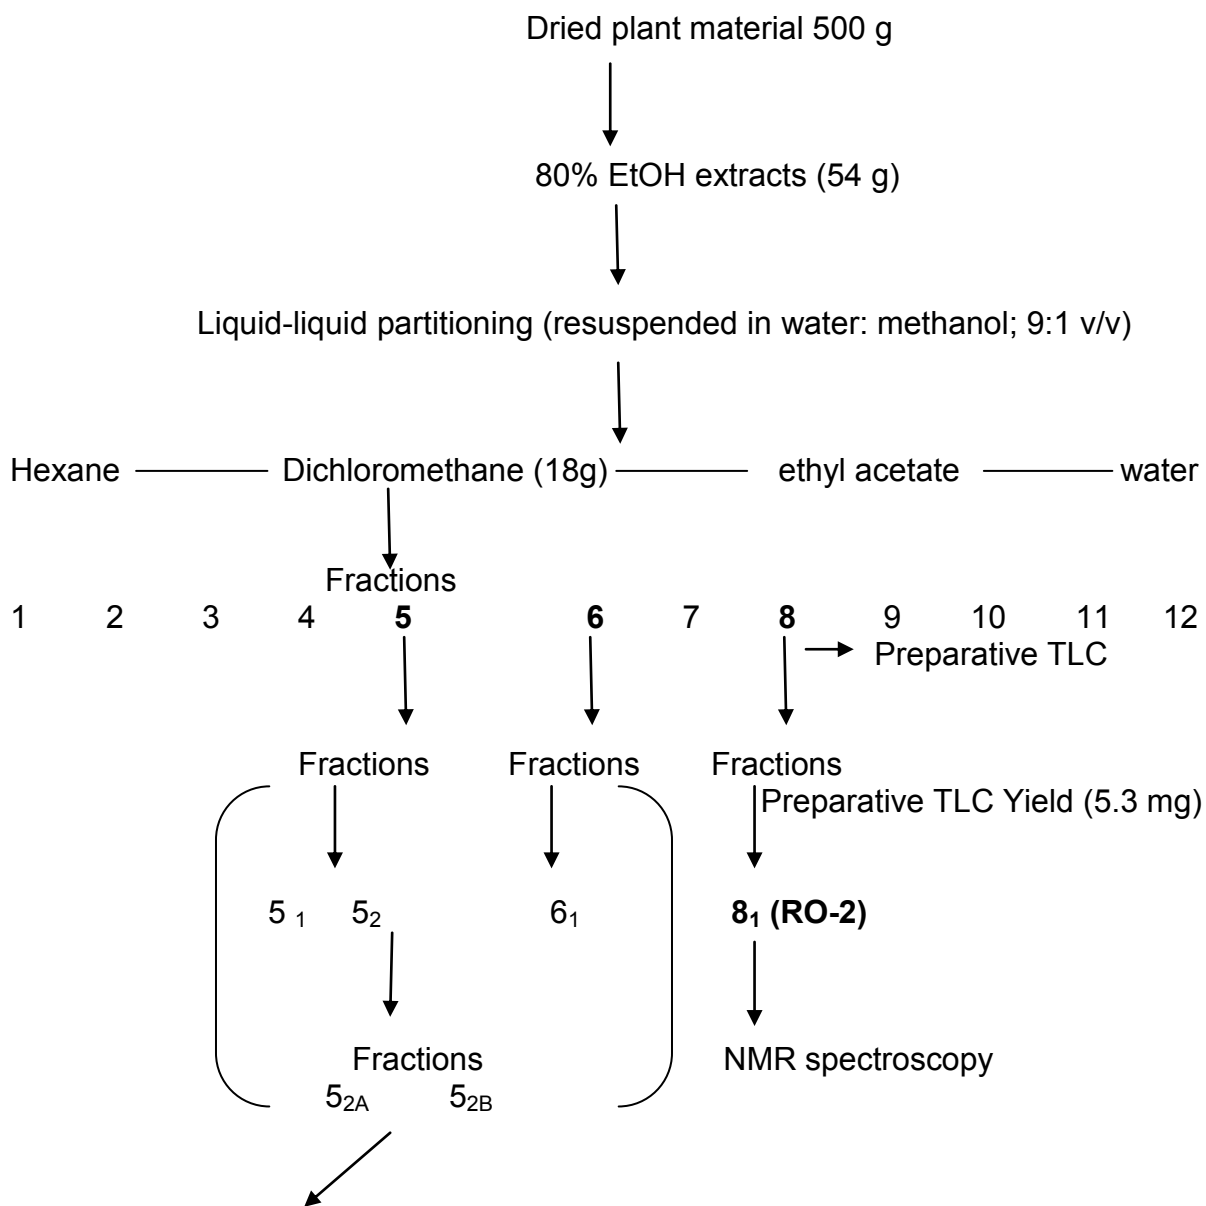 Dried plant material 500 g
80% EtOH extracts (54 g)
Liquid-liquid partitioning (resuspended in water: methanol; 9:1 v/v)
Hexane Dichloromethane (18g) ethyl acetate water
Fractions
1 2 3 4 5 6 7 8 9 10 11 12
Preparative TLC
Fractions Fractions Fractions
Preparative TLC Yield (5.3 mg)
5 ₁ 5₂ 6₁ 8₁ (RO-2)
Fractions NMR spectroscopy
5₂A 5₂B